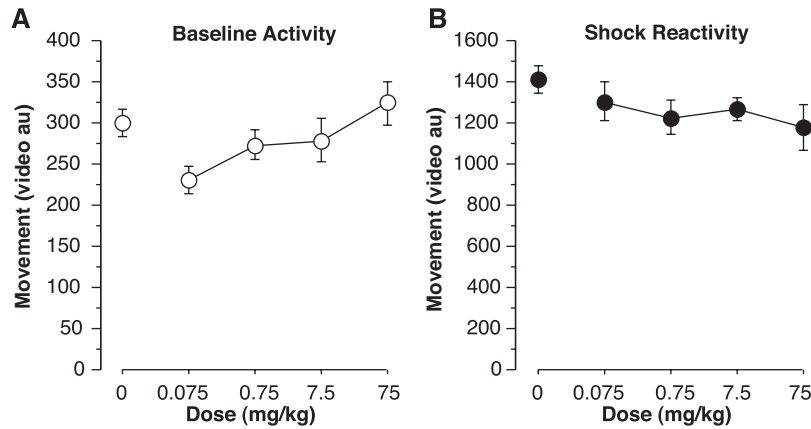 A
Baseline Activity
Movement (video au)
400
350
300
250
200
150
100
50
0
0 0.075 0.75 7.5 75
Dose (mg/kg)
B
Shock Reactivity
Movement (video au)
1600
1400
1200
1000
800
600
400
200
0
0 0.075 0.75 7.5 75
Dose (mg/kg)